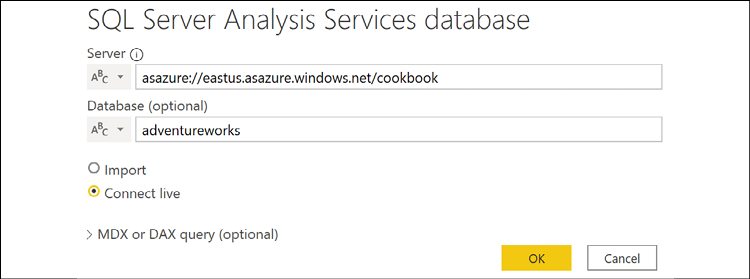 SQL Server Analysis Services database
Server
ABC asazure://eastus.asazure.windows.net/cookbook
Database (optional)
ABC adventureworks
Import
Connect live
MDX or DAX query (optional)
OK Cancel